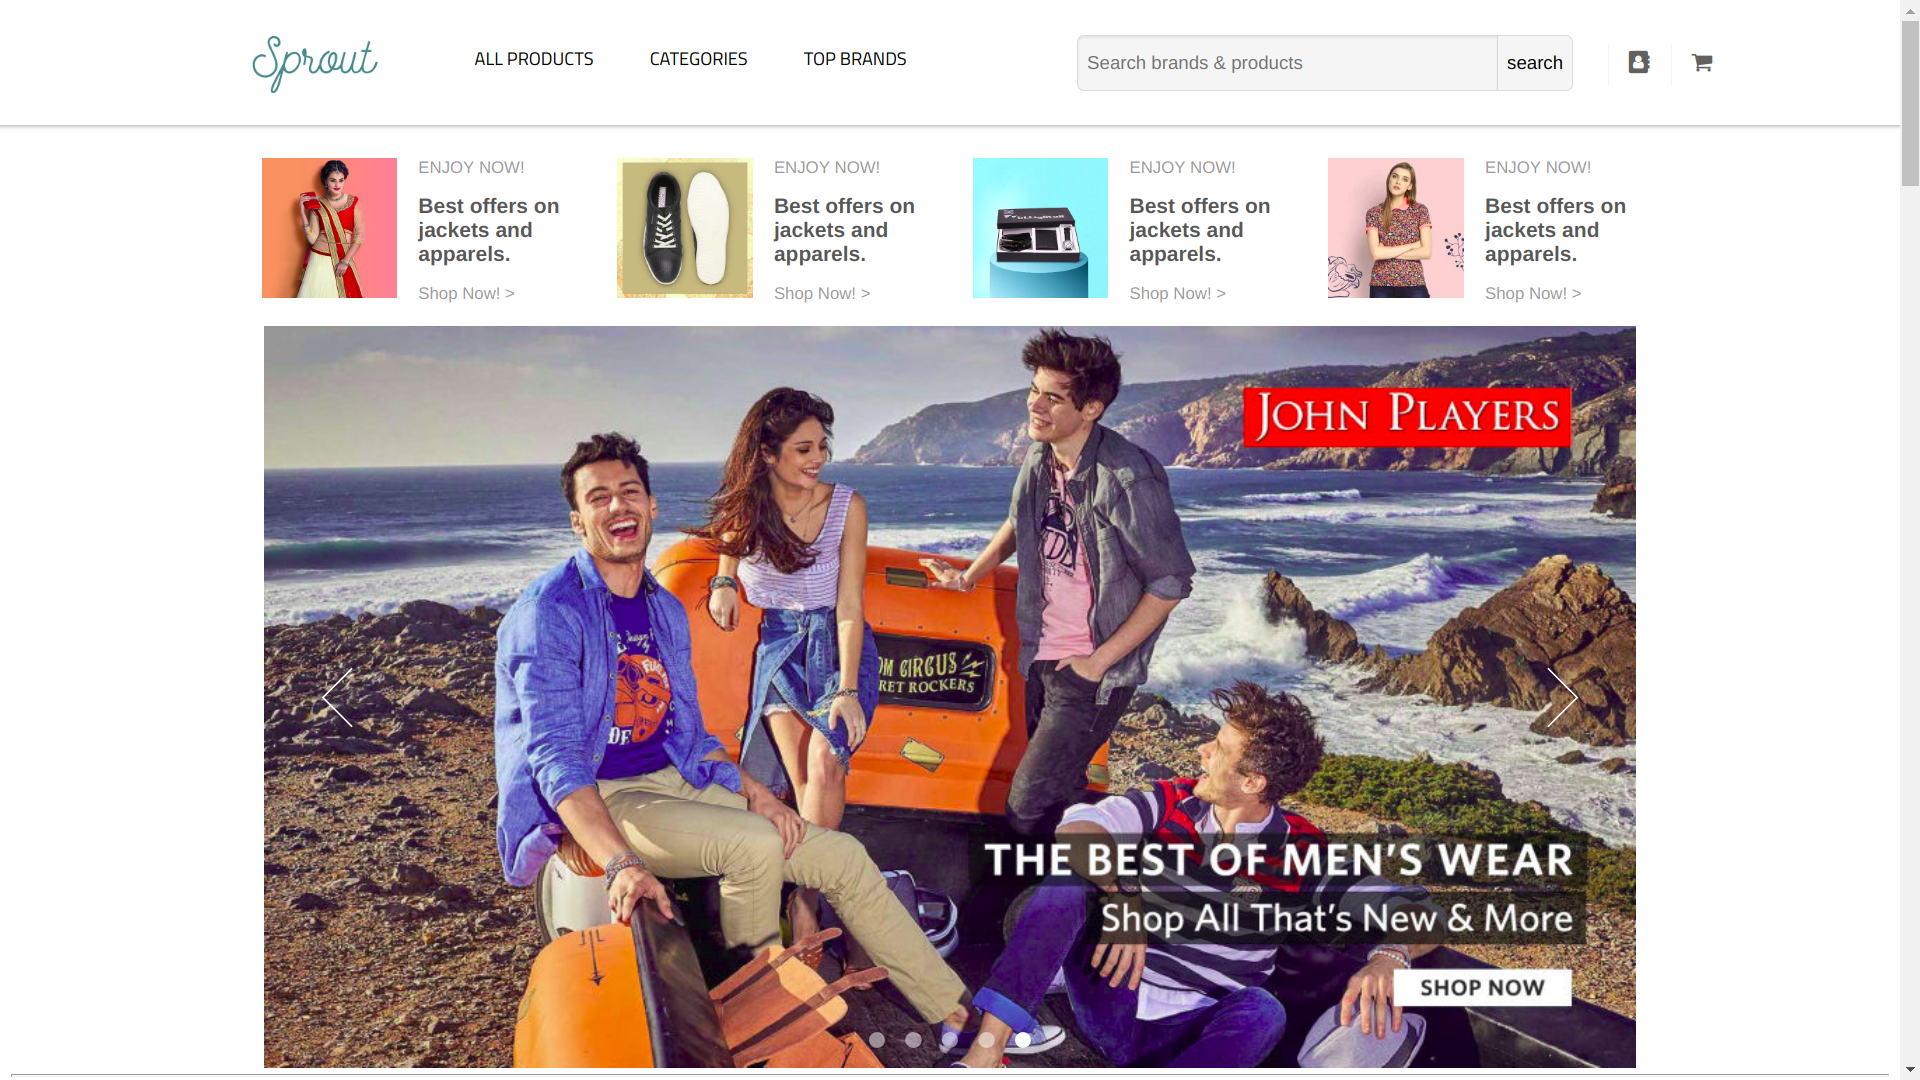 Sprout
ALL PRODUCTS
CATEGORIES
TOP BRANDS
Search brands & products
search
ENJOY NOW!
Best offers on
jackets and
apparels.
Shop Now! >
ENJOY NOW!
Best offers on
jackets and
apparels.
Shop Now! >
ENJOY NOW!
Best offers on
jackets and
apparels.
Shop Now! >
ENJOY NOW!
Best offers on
jackets and
apparels.
Shop Now! >
JOHN PLAYERS
OM CIRCUS
RET ROCKERS
THE BEST OF MEN'S WEAR
Shop All That's New & More
SHOP NOW